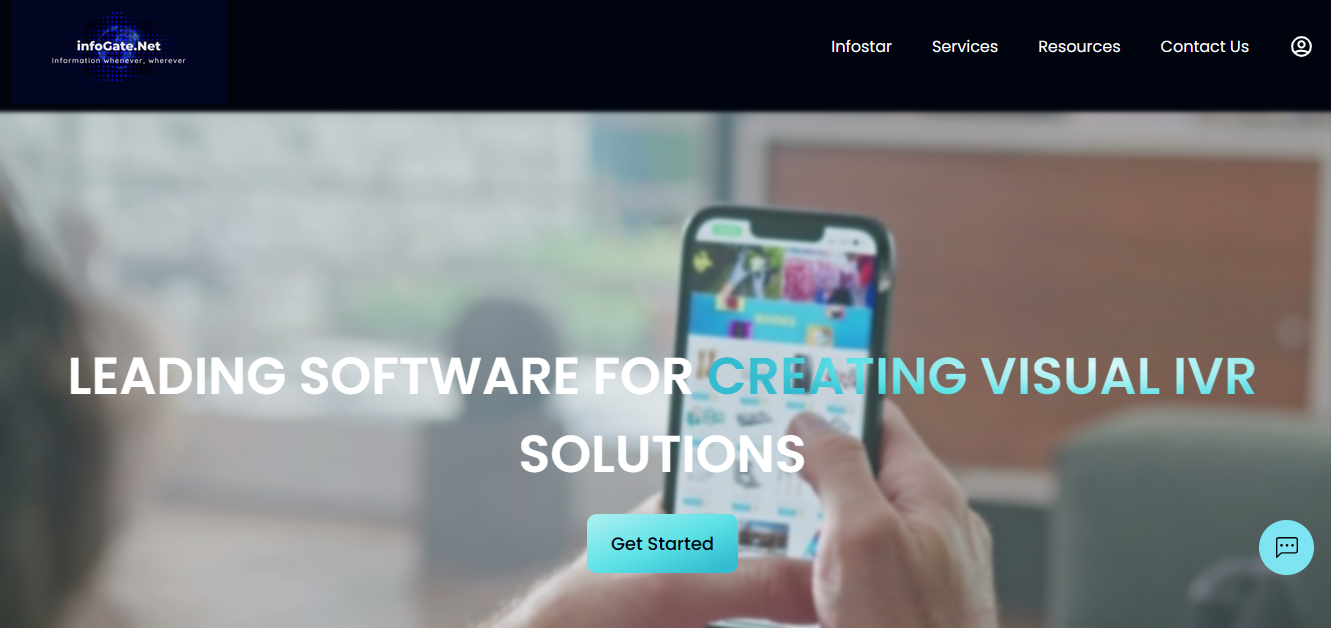 infoGate.Net
Information whenever, wherever
Infostar
Services
Resources
Contact Us
LEADING SOFTWARE FOR CREATING VISUAL IVR
SOLUTIONS
BOOKS
Get Started